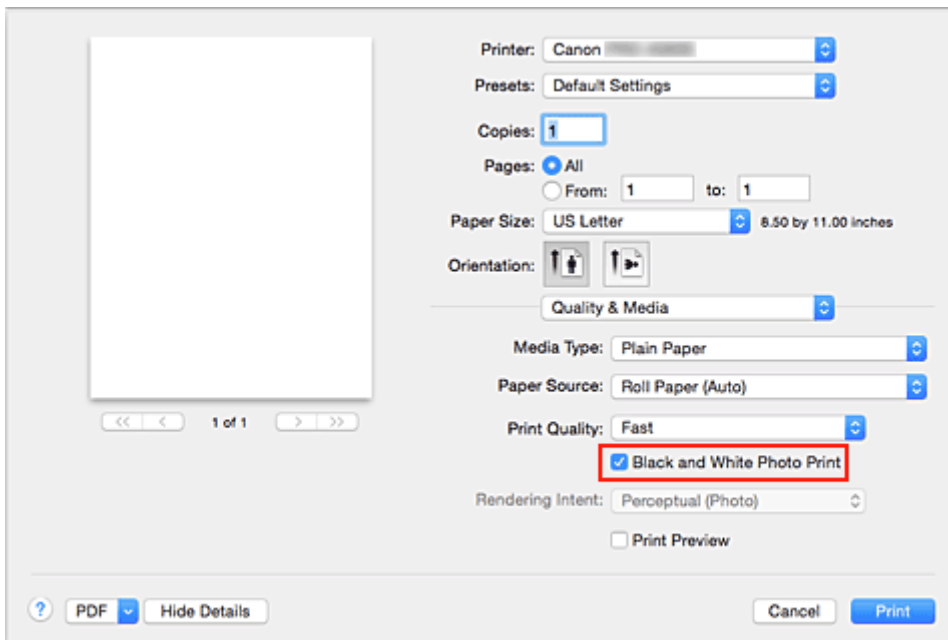 Printer: Canon
Presets: Default Settings
Copies: 1
Pages: All
From: 1 to: 1
Paper Size: US Letter 8.50 by 11.00 inches
Orientation:
Quality & Media
Media Type: Plain Paper
Paper Source: Roll Paper (Auto)
1 of 1
Print Quality: Fast
Black and White Photo Print
Rendering Intent: Perceptual (Photo)
Print Preview
? PDF Hide Details Cancel Print